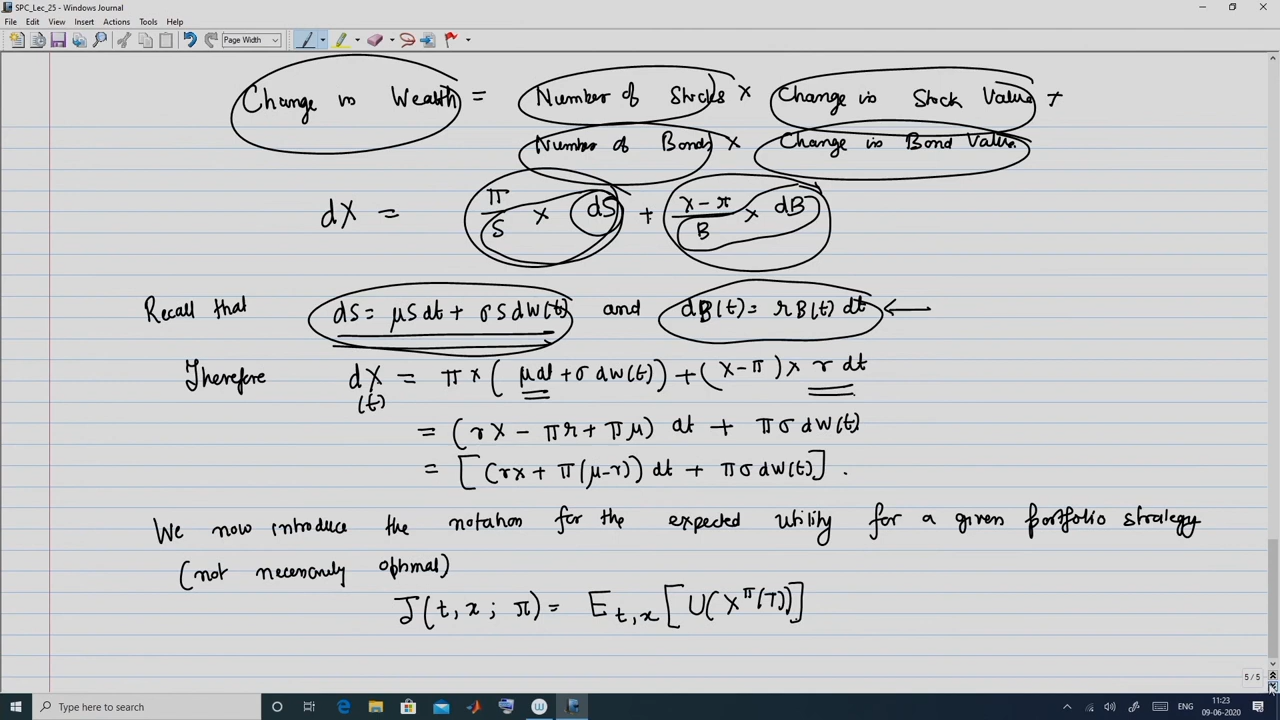 SPC_Lec_25 - Windows Journal
File Edit View Insert Actions Tools Help
Page Width
Change in Wealth = Number of Stocks × Change in Stock Value +
Number of Bonds × Change in Bond Value.
dX = π/S × dS + (X-π)/B × dB
Recall that dS = μSdt + σSdW(t) and dB(t) = rB(t) dt ←
Therefore dX(t) = π × (μdt + σ dW(t)) + (X-π) × r dt
= (rX - πr + πμ) dt + πσ dW(t)
= [(rX + π(μ-r)) dt + πσ dW(t)].
We now introduce the notation for the expected utility for a given portfolio strategy
(not necessarily optimal)
J(t, x; π) = E_{t,x} [U(X^π(T))]
5 / 5
Type here to search
ENG
11:23
09-06-2020